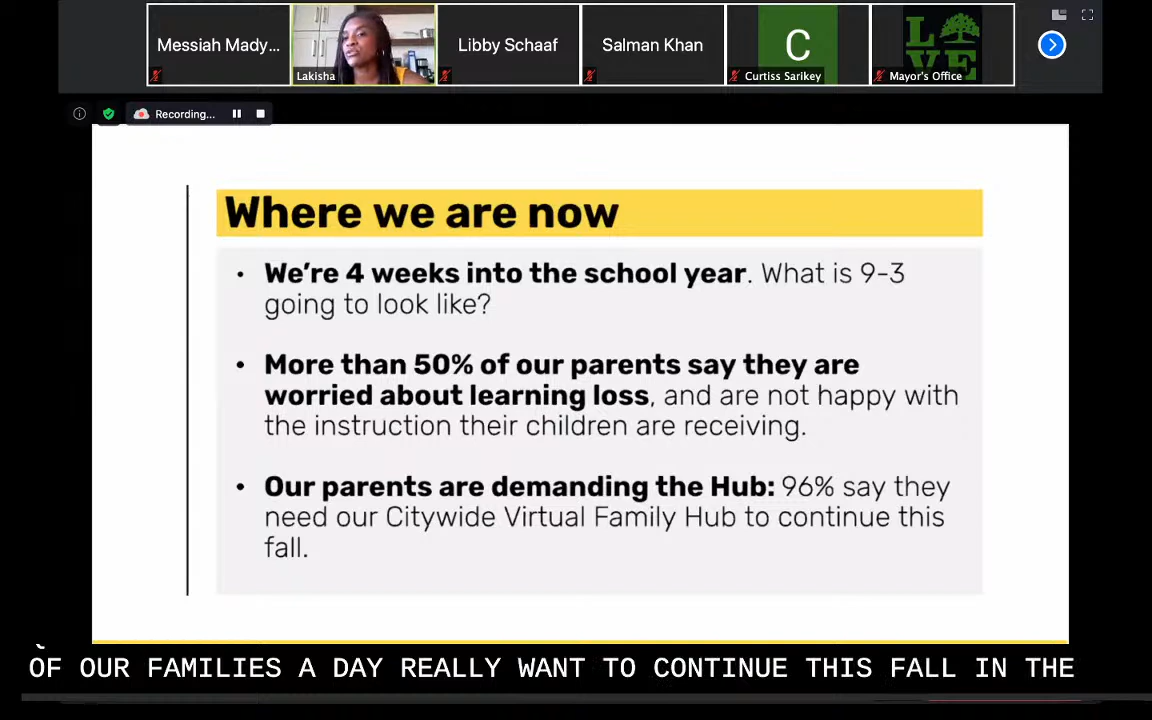 Messiah Mady...
Lakisha
Libby Schaaf
Salman Khan
C
Curtiss Sarikey
LOVE
Mayor's Office
Recording...
Where we are now
• We're 4 weeks into the school year. What is 9-3
going to look like?
• More than 50% of our parents say they are
worried about learning loss, and are not happy with
the instruction their children are receiving.
• Our parents are demanding the Hub: 96% say they
need our Citywide Virtual Family Hub to continue this
fall.
OF OUR FAMILIES A DAY REALLY WANT TO CONTINUE THIS FALL IN THE